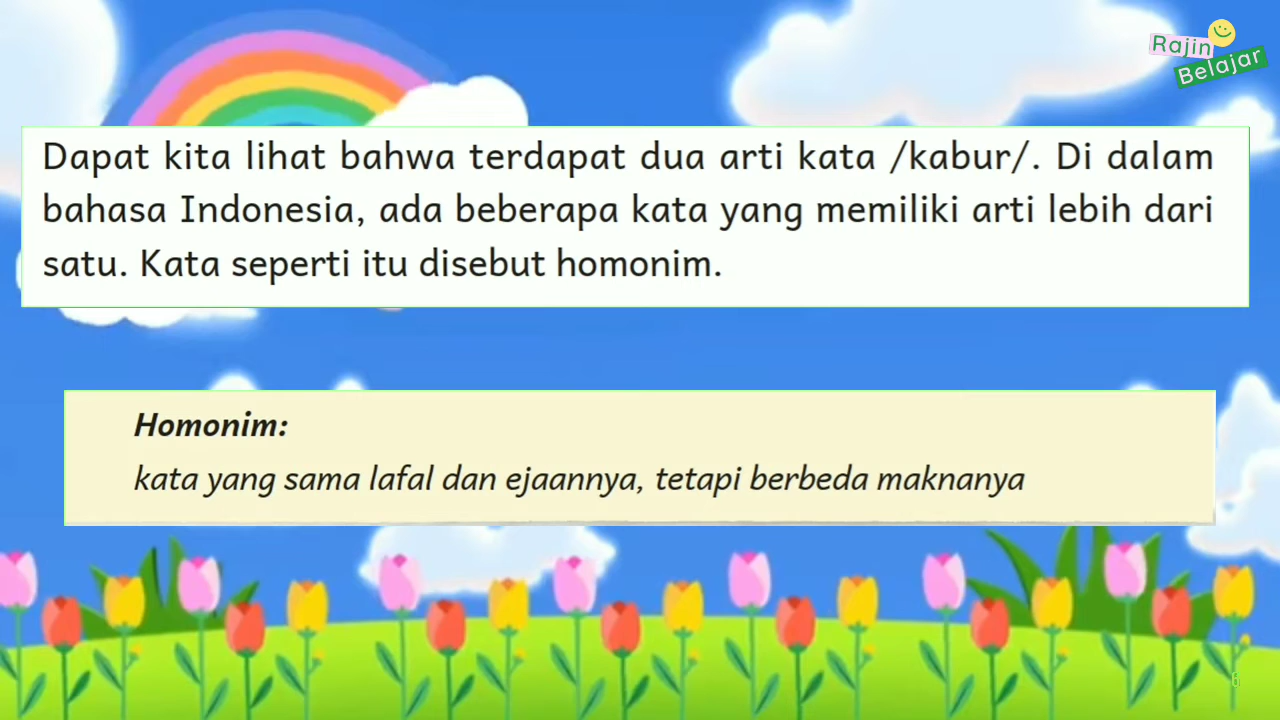 Rajin
Belajar
Dapat kita lihat bahwa terdapat dua arti kata /kabur/. Di dalam
bahasa Indonesia, ada beberapa kata yang memiliki arti lebih dari
satu. Kata seperti itu disebut homonim.
Homonim:
kata yang sama lafal dan ejaannya, tetapi berbeda maknanya
6